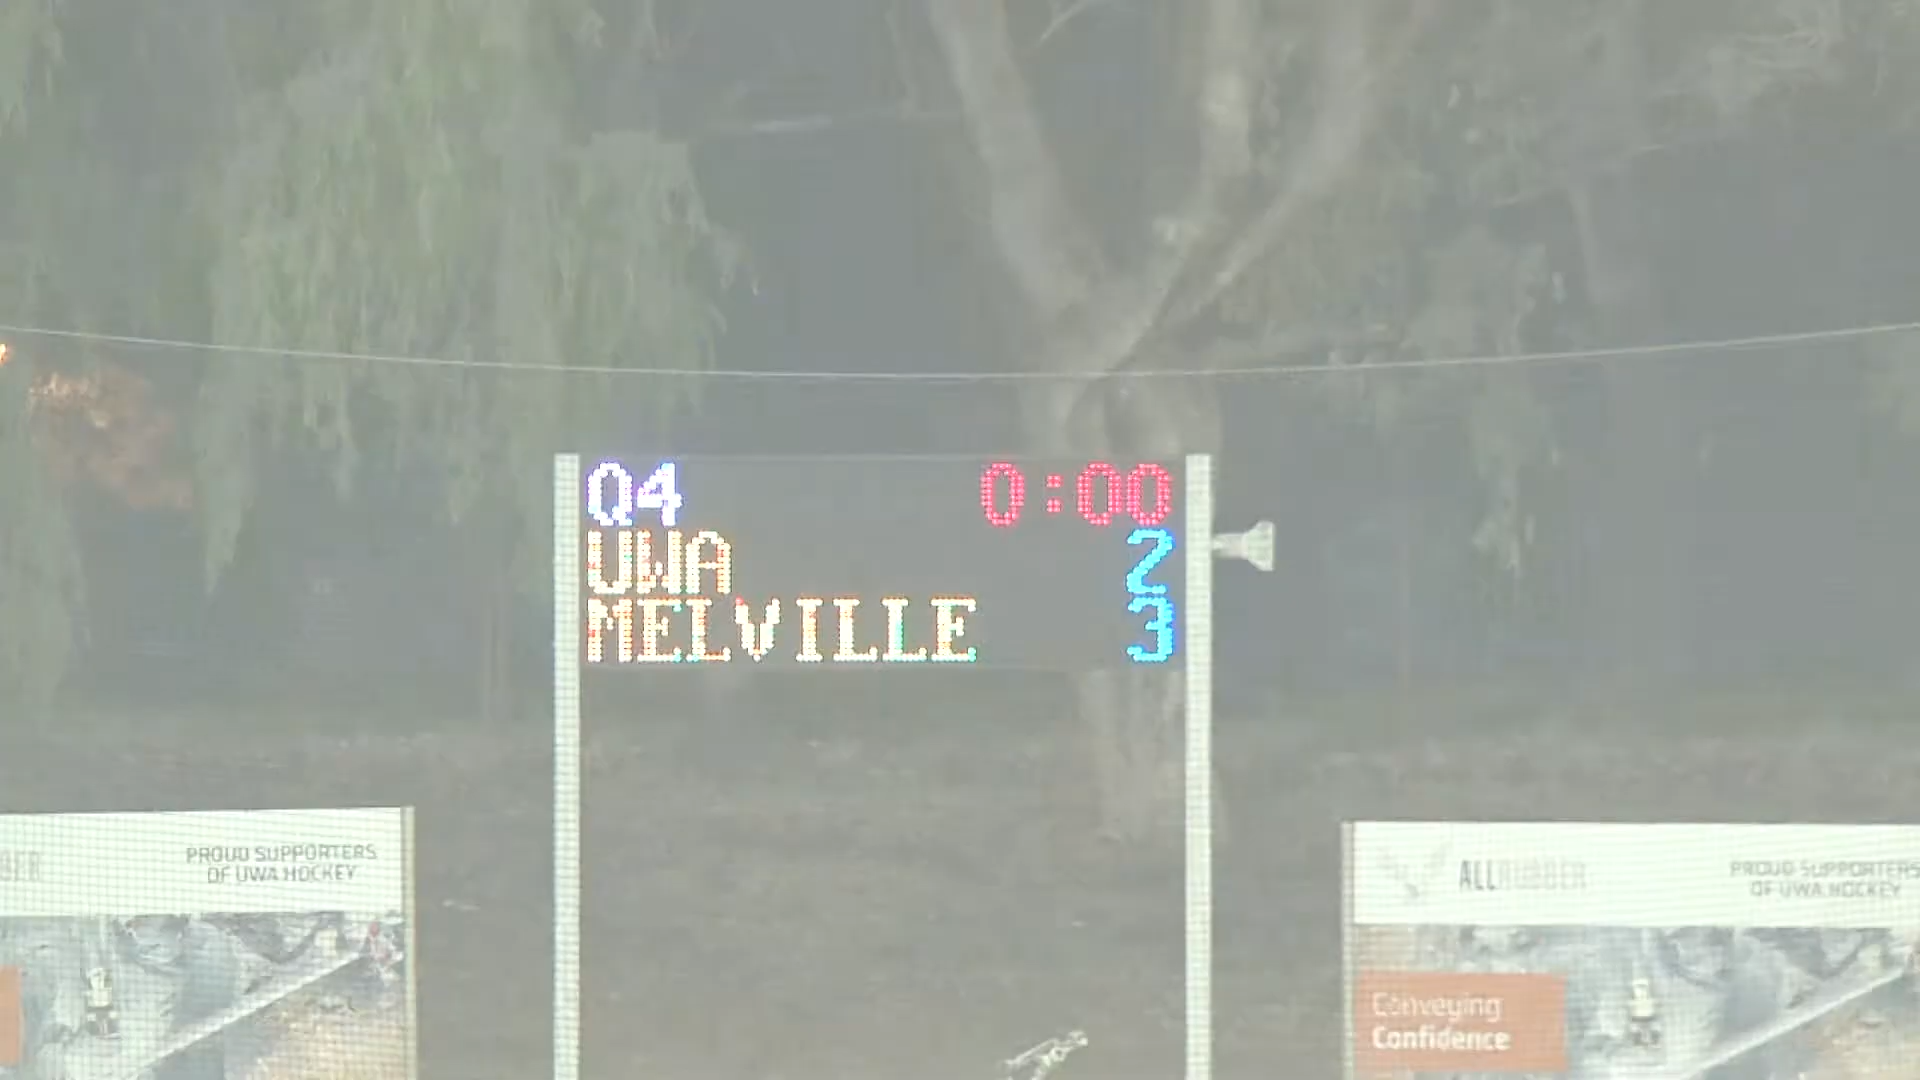 Q4 0:00
UWA 2
MELVILLE 3
PROUD SUPPORTERS
OF UWA HOCKEY
ALLRUBBER
PROUD SUPPORTERS
OF UWA HOCKEY
Conveying
Confidence